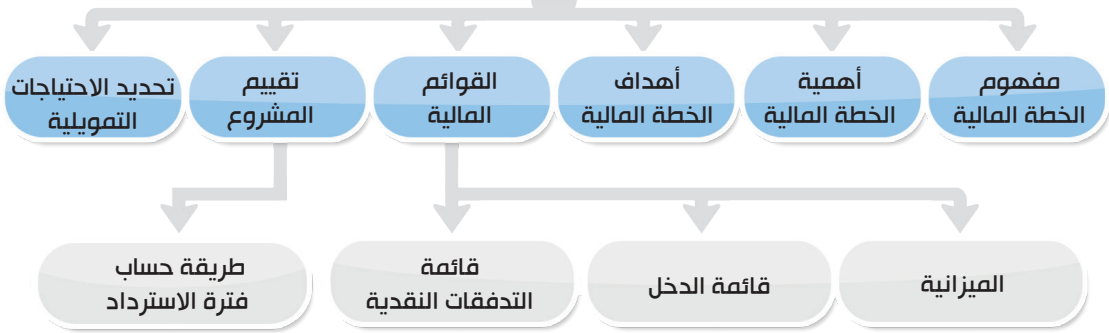 مفهوم
الخطة المالية
أهمية
الخطة المالية
أهداف
الخطة المالية
القوائم
المالية
تقييم
المشروع
تحديد الاحتياجات
التمويلية
الميزانية
قائمة الدخل
قائمة
التدفقات النقدية
طريقة حساب
فترة الاسترداد